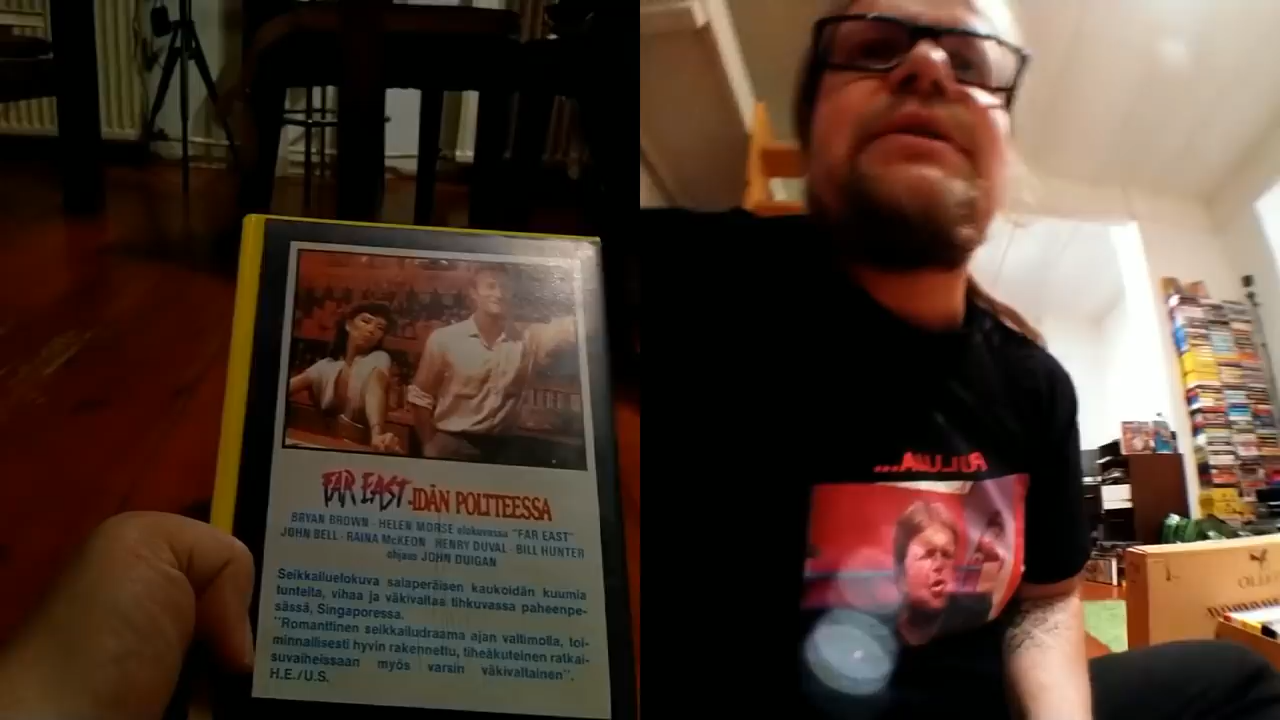 FAR EAST-IDÄN POLTTEESSA
BRYAN BROWN - HELEN MORSE elokuvassa "FAR EAST"
JOHN BELL - RAINA McKEON HENRY DUVAL - BILL HUNTER
ohjaus JOHN DUIGAN
Seikkailuelokuva salaperäisen kaukoidän kuumia
tunteita, vihaa ja väkivaltaa tihkuvassa paheenpe-
sässä, Singaporessa.
"Romanttinen seikkailudraama ajan valtimolla, toi-
minnallisesti hyvin rakennettu, tiheäkuteinen ratkai-
suvaiheissaan myös varsin väkivaltainen".
H.E./U.S.